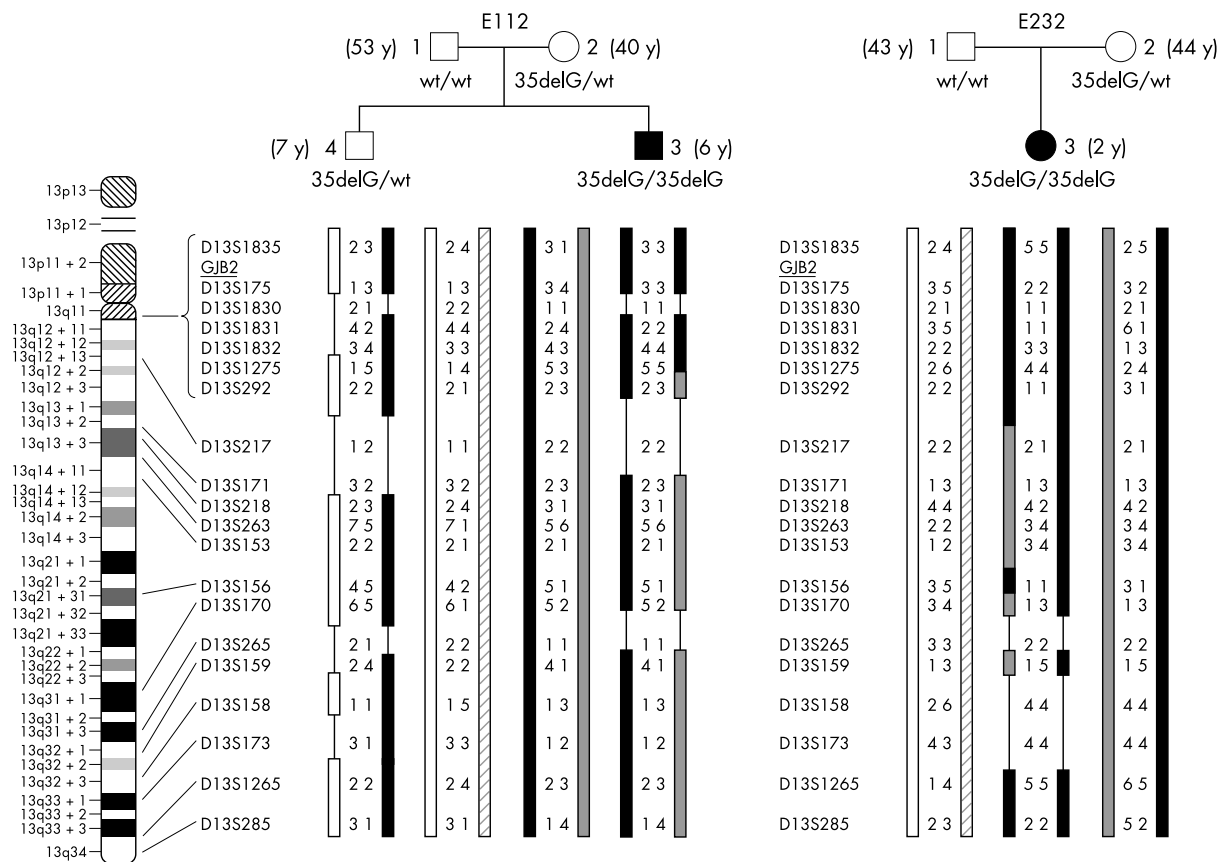 E112
(53 y) 1 2 (40 y)
wt/wt 35delG/wt
(7 y) 4 3 (6 y)
35delG/wt 35delG/35delG
E232
(43 y) 1 2 (44 y)
wt/wt 35delG/wt
3 (2 y)
35delG/35delG
13p13
13p12
13p11 + 2
13p11 + 1
13q11
13q12 + 11
13q12 + 12
13q12 + 13
13q12 + 2
13q12 + 3
13q13 + 1
13q13 + 2
13q13 + 3
13q14 + 11
13q14 + 12
13q14 + 13
13q14 + 2
13q14 + 3
13q21 + 1
13q21 + 2
13q21 + 31
13q21 + 32
13q21 + 33
13q22 + 1
13q22 + 2
13q22 + 3
13q31 + 1
13q31 + 2
13q31 + 3
13q32 + 1
13q32 + 2
13q32 + 3
13q33 + 1
13q33 + 2
13q33 + 3
13q34
D13S1835 2 3 2 4 3 1 3 3 D13S1835 2 4 5 5 2 5
GJB2 GJB2
D13S175 1 3 1 3 3 4 3 3 D13S175 3 5 2 2 3 2
D13S1830 2 1 2 2 1 1 1 1 D13S1830 2 1 1 1 2 1
D13S1831 4 2 4 4 2 4 2 2 D13S1831 3 5 1 1 6 1
D13S1832 3 4 3 3 4 3 4 4 D13S1832 2 2 3 3 1 3
D13S1275 1 5 1 4 5 3 5 5 D13S1275 2 6 4 4 2 4
D13S292 2 2 2 1 2 3 2 3 D13S292 2 2 1 1 3 1
D13S217 1 2 1 1 2 2 2 2 D13S217 2 2 2 1 2 1
D13S171 3 2 3 2 2 3 2 3 D13S171 1 3 1 3 1 3
D13S218 2 3 2 4 3 1 3 1 D13S218 4 4 4 2 4 2
D13S263 7 5 7 1 5 6 5 6 D13S263 2 2 3 4 3 4
D13S153 2 2 2 1 2 1 2 1 D13S153 1 2 3 4 3 4
D13S156 4 5 4 2 5 1 5 1 D13S156 3 5 1 1 3 1
D13S170 6 5 6 1 5 2 5 2 D13S170 3 4 1 3 1 3
D13S265 2 1 2 2 1 1 1 1 D13S265 3 3 2 2 2 2
D13S159 2 4 2 2 4 1 4 1 D13S159 1 3 1 5 1 5
D13S158 1 1 1 5 1 3 1 3 D13S158 2 6 4 4 4 4
D13S173 3 1 3 3 1 2 1 2 D13S173 4 3 4 4 4 4
D13S1265 2 2 2 4 2 3 2 3 D13S1265 1 4 5 5 6 5
D13S285 3 1 3 1 1 4 1 4 D13S285 2 3 2 2 5 2